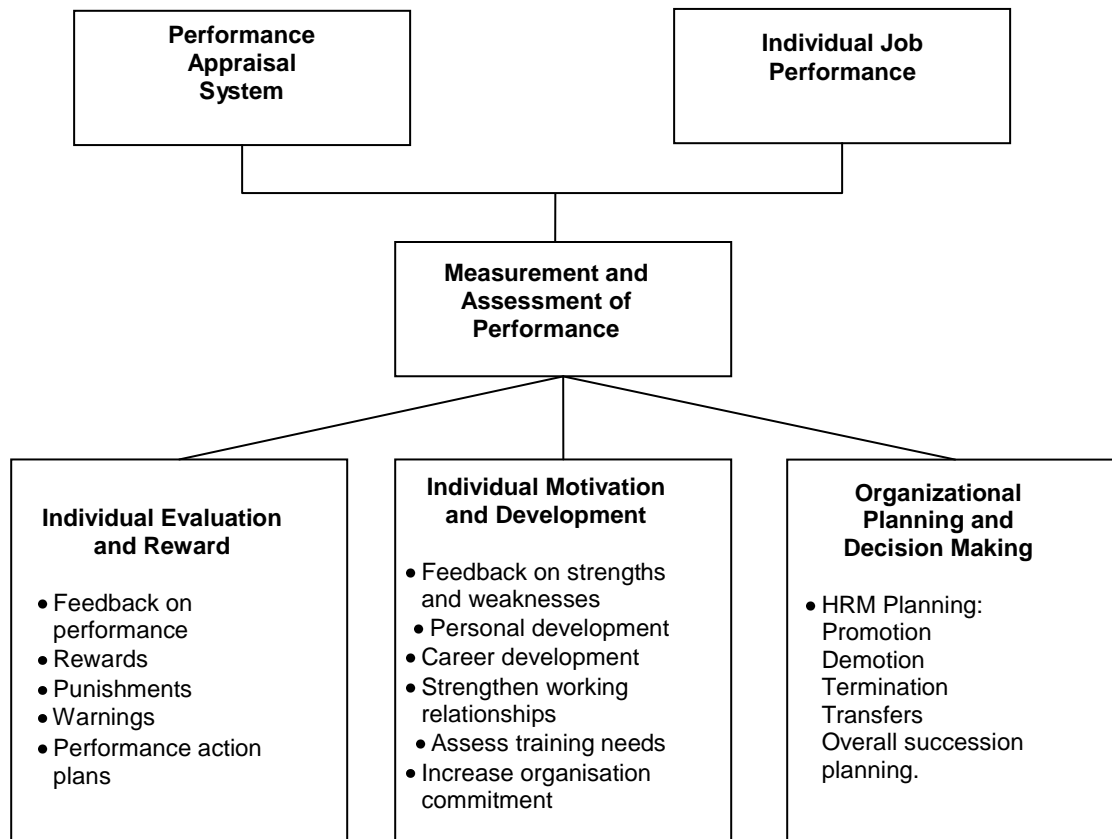 Performance
Appraisal
System
Individual Job
Performance
Measurement and
Assessment of
Performance
Individual Evaluation
and Reward
• Feedback on
performance
• Rewards
• Punishments
• Warnings
• Performance action
plans
Individual Motivation
and Development
• Feedback on strengths
and weaknesses
• Personal development
• Career development
• Strengthen working
relationships
• Assess training needs
• Increase organisation
commitment
Organizational
Planning and
Decision Making
• HRM Planning:
Promotion
Demotion
Termination
Transfers
Overall succession
planning.